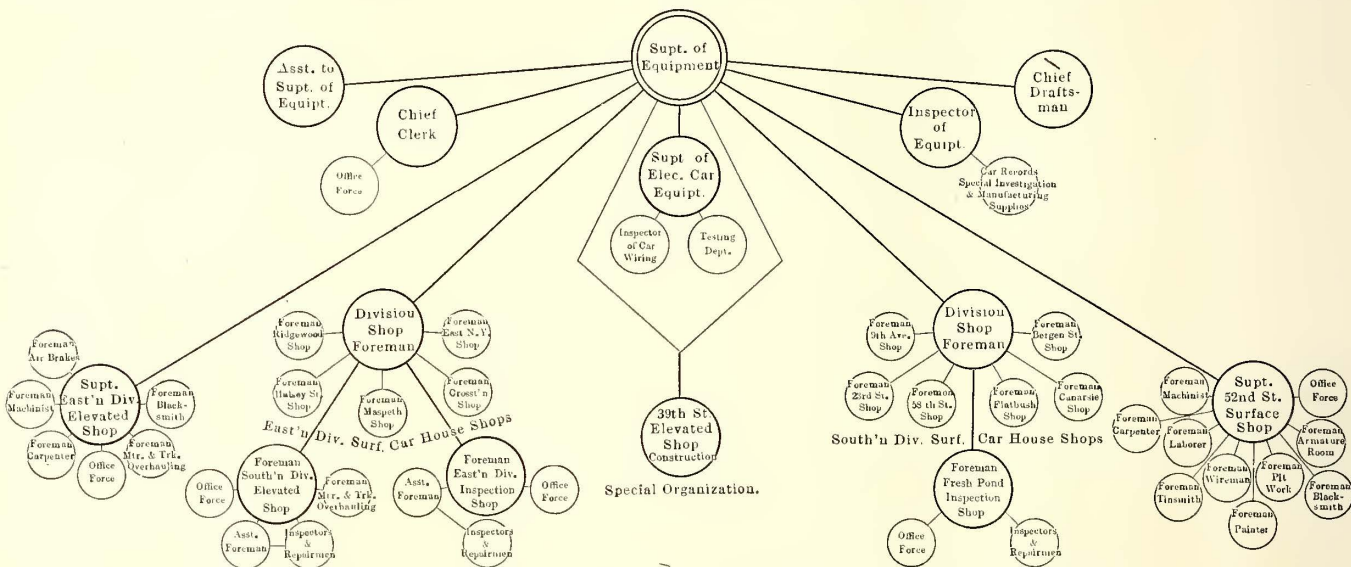 Supt. of
Equipment
Asst. to
Supt. of
Equipt.
Chief
Clerk
Office
Force
Supt of
Elec. Car
Equipt.
Inspector
of Car
Wiring
Testing
Dept.
Inspector
of
Equipt.
Car Records
Special Investigation
& Manufacturing
Supplies
Chief
Drafts-
man
Supt.
East'n Div.
Elevated
Shop
Foreman
Air Brakes
Foreman
Machinist
Foreman
Black-
smith
Foreman
Carpenter
Office
Force
Foreman
Mtr. & Trk.
Overhauling
Division
Shop
Foreman
Foreman
Ridgewood
Shop
Foreman
East N.Y.
Shop
Foreman
Halsey St.
Shop
Foreman
Maspeth
Shop
Foreman
Crosst'n
Shop
East'n Div. Surf. Car House Shops
Foreman
South'n Div.
Elevated
Shop
Office
Force
Foreman
Mtr. & Trk.
Overhauling
Asst.
Foreman
Inspectors
&
Repairmen
Foreman
East'n Div.
Inspection
Shop
Asst.
Foreman
Office
Force
Inspectors
&
Repairmen
39th St.
Elevated
Shop
Construction
Special Organization.
Division
Shop
Foreman
Foreman
9th Ave.
Shop
Foreman
Bergen St.
Shop
Foreman
23rd St.
Shop
Foreman
58 th St.
Shop
Foreman
Flatbush
Shop
Foreman
Canarsie
Shop
South'n Div. Surf. Car House Shops
Foreman
Fresh Pond
Inspection
Shop
Office
Force
Inspectors
&
Repairmen
Supt.
52nd St.
Surface
Shop
Foreman
Machinist
Office
Force
Foreman
Carpenter
Foreman
Laborer
Foreman
Armature
Room
Foreman
Wireman
Foreman
Pit
Work
Foreman
Tinsmith
Foreman
Painter
Foreman
Black-
smith